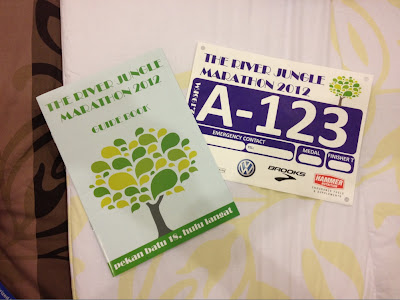 THE RIVER JUNGLE
MARATHON 2012
GUIDE BOOK
pekan batu 18, hulu langat
THE RIVER JUNGLE
MARATHON 2012
A-123
EMERGENCY CONTACT
MEDAL
FINISHER T
BROOKS
HAMMER